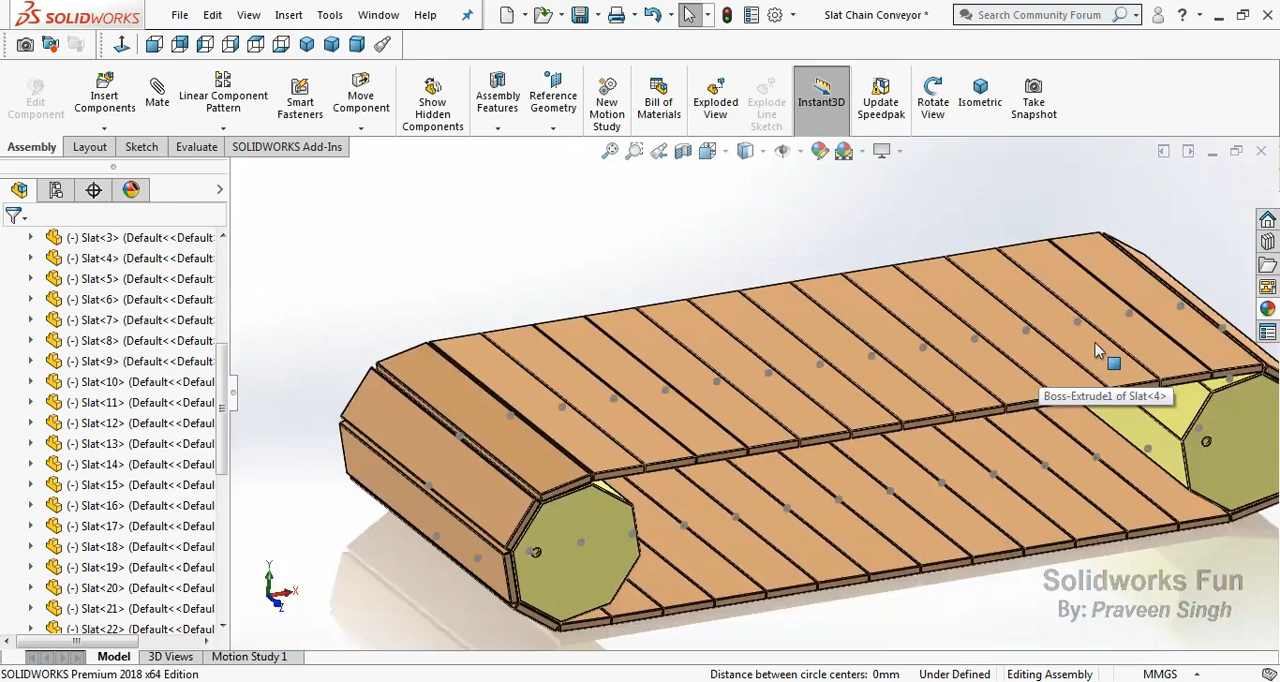 SOLIDWORKS
File Edit View Insert Tools Window Help
Slat Chain Conveyor *
Search Community Forum
?
Edit Component
Insert Components
Mate
Linear Component Pattern
Smart Fasteners
Move Component
Show Hidden Components
Assembly Features
Reference Geometry
New Motion Study
Bill of Materials
Exploded View
Explode Line Sketch
Instant3D
Update Speedpak
Rotate View
Isometric
Take Snapshot
Assembly Layout Sketch Evaluate SOLIDWORKS Add-Ins
(-) Slat<3> (Default<<Default
(-) Slat<4> (Default<<Default
(-) Slat<5> (Default<<Default
(-) Slat<6> (Default<<Default
(-) Slat<7> (Default<<Default
(-) Slat<8> (Default<<Default
(-) Slat<9> (Default<<Default
(-) Slat<10> (Default<<Defaul
(-) Slat<11> (Default<<Defaul
(-) Slat<12> (Default<<Defaul
(-) Slat<13> (Default<<Defaul
(-) Slat<14> (Default<<Defaul
(-) Slat<15> (Default<<Defaul
(-) Slat<16> (Default<<Defaul
(-) Slat<17> (Default<<Defaul
(-) Slat<18> (Default<<Defaul
(-) Slat<19> (Default<<Defaul
(-) Slat<20> (Default<<Defaul
(-) Slat<21> (Default<<Defaul
(-) Slat<22> (Default<<Defaul
Boss-Extrude1 of Slat<4>
Y
X
Z
Solidworks Fun
By: Praveen Singh
Model 3D Views Motion Study 1
SOLIDWORKS Premium 2018 x64 Edition
Distance between circle centers: 0mm Under Defined Editing Assembly MMGS